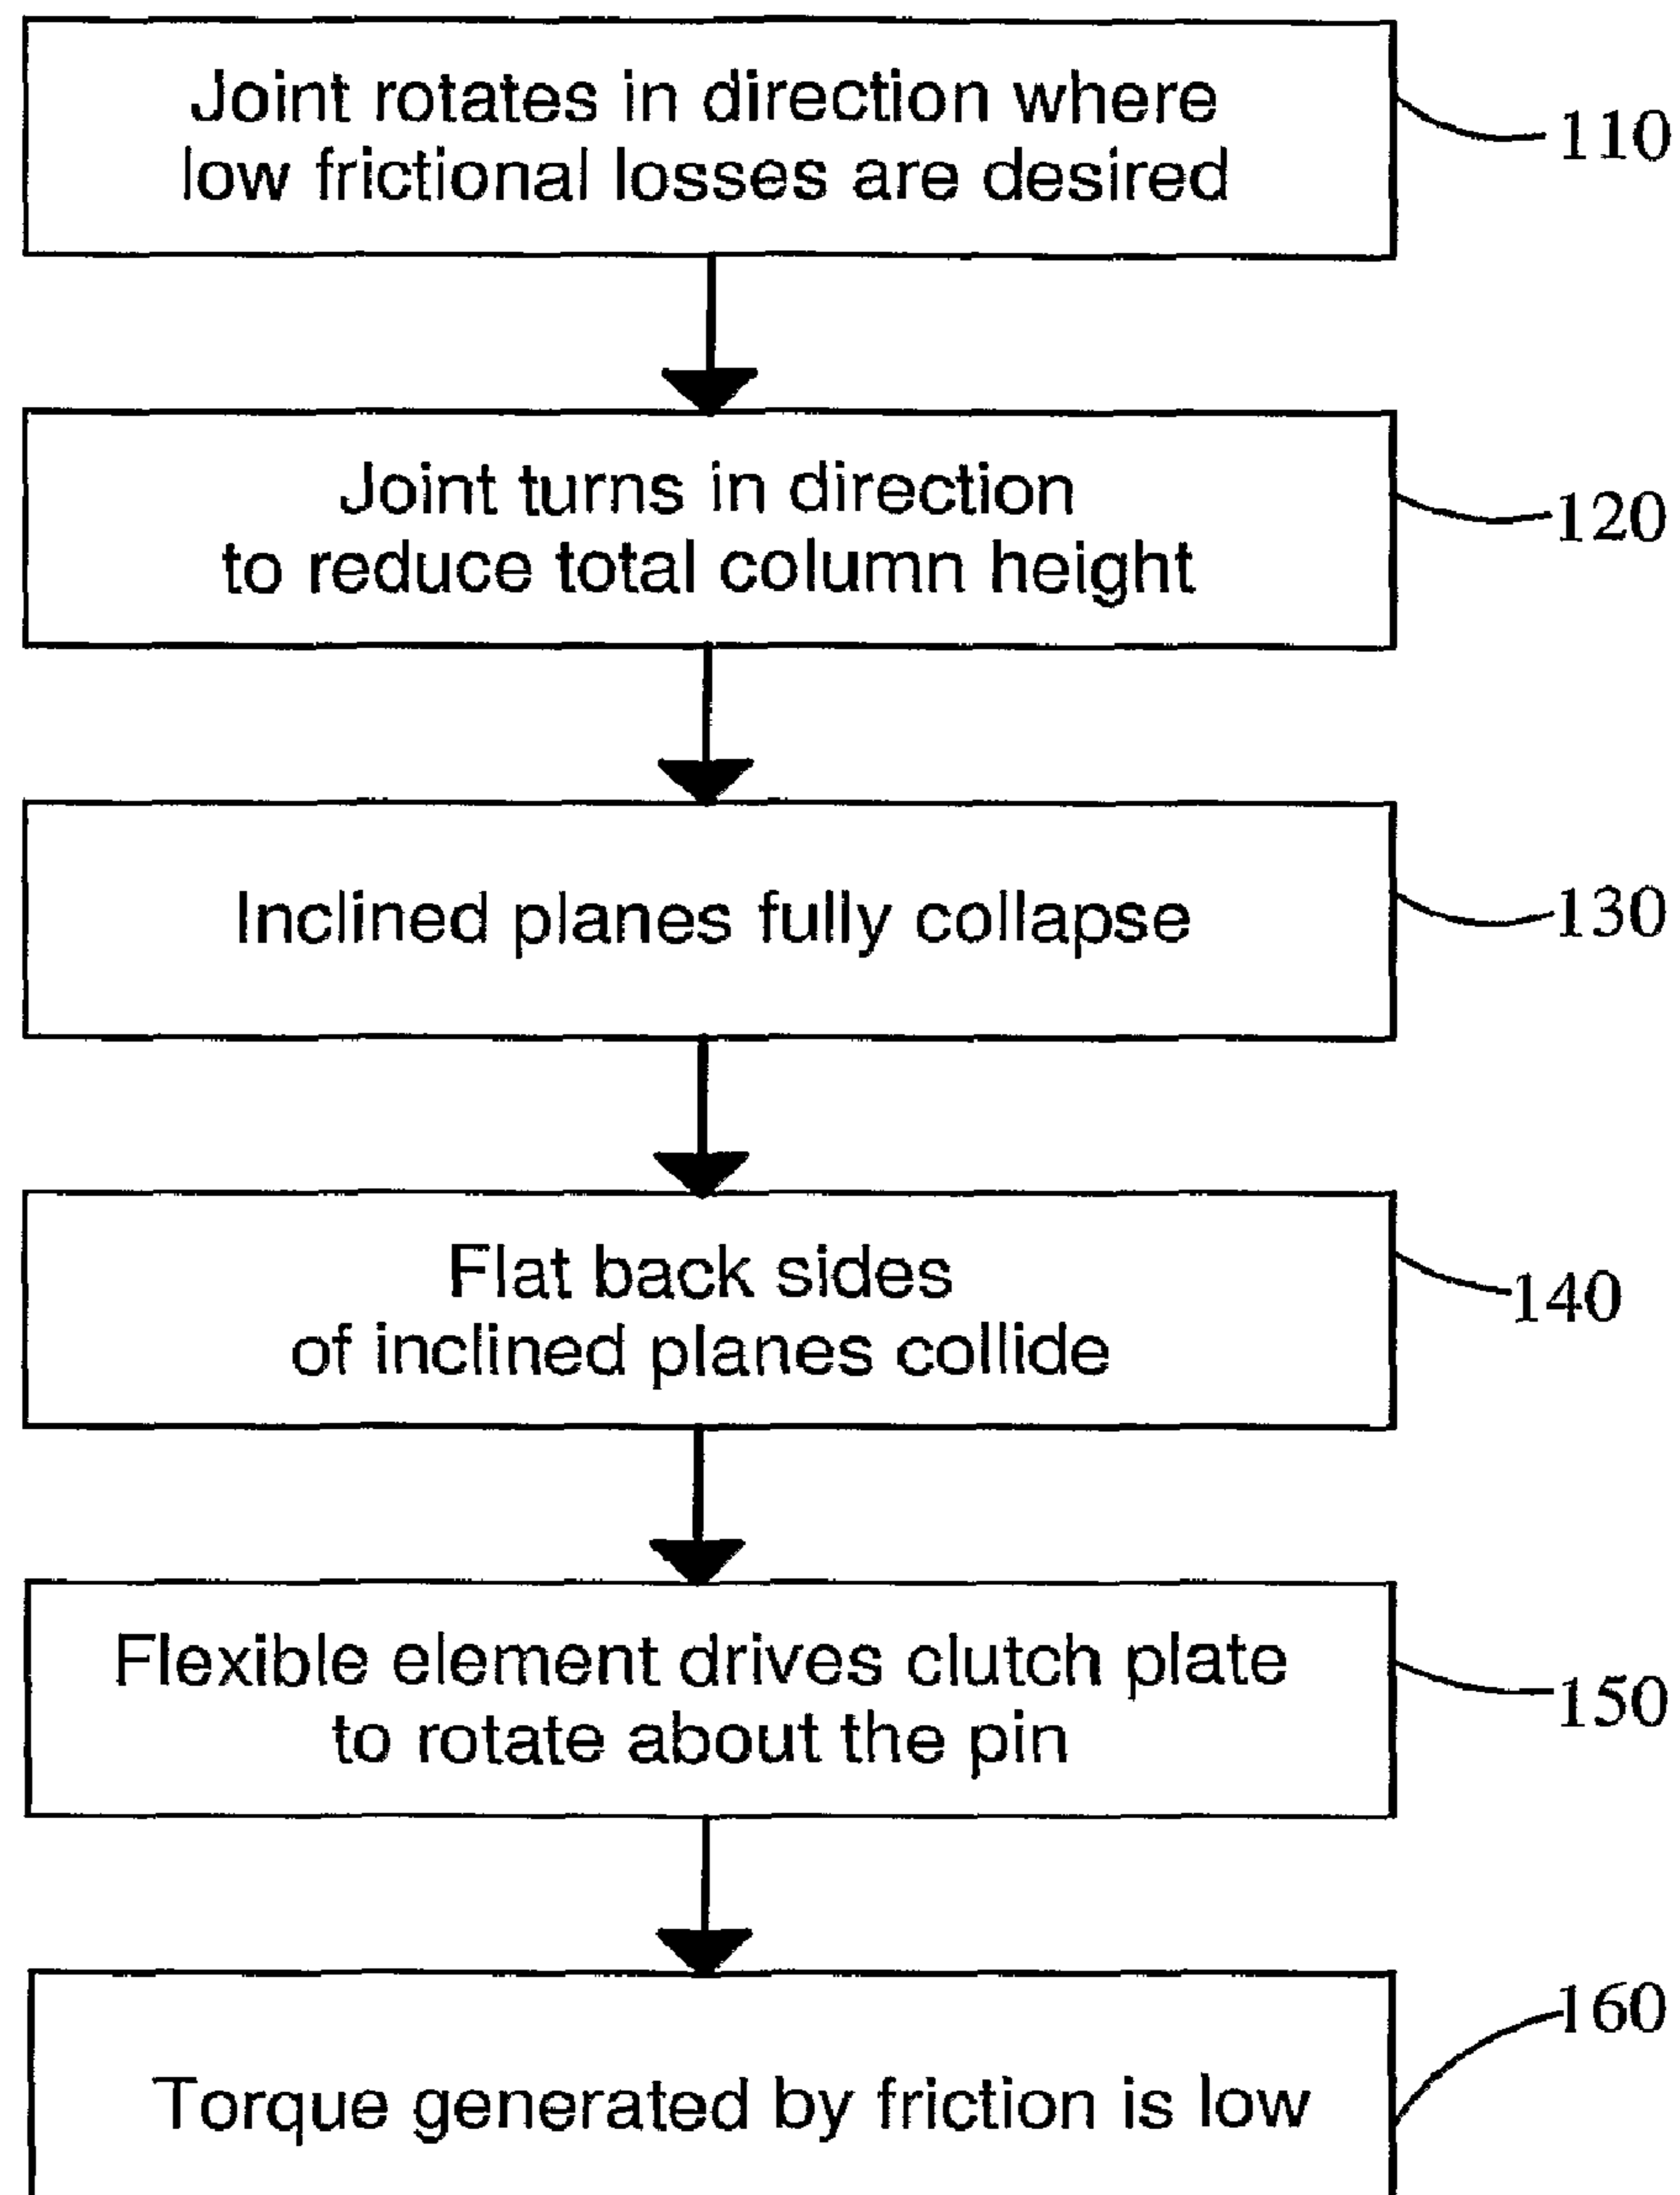 Joint rotates in direction where
low frictional losses are desired
110
Joint turns in direction
to reduce total column height
120
Inclined planes fully collapse
130
Flat back sides
of inclined planes collide
140
Flexible element drives clutch plate
to rotate about the pin
150
Torque generated by friction is low
160